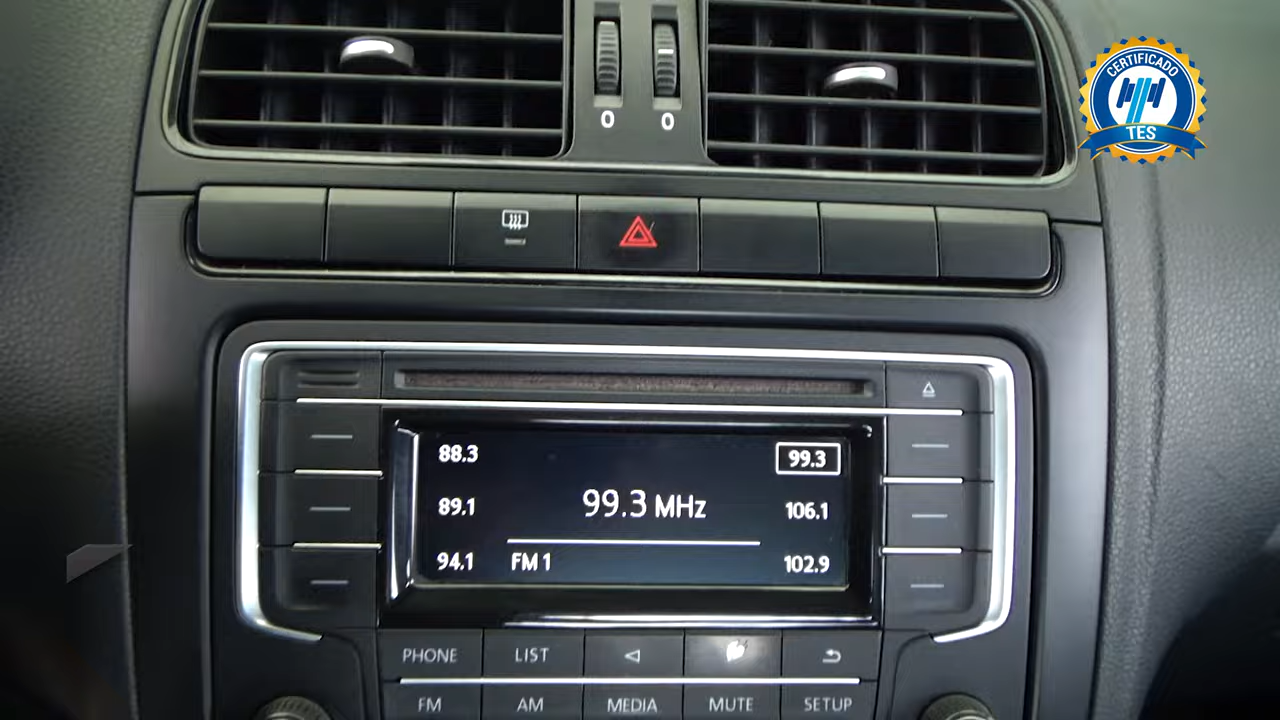 CERTIFICADO
TES
0 0
88.3
99.3
89.1
99.3 MHz
106.1
94.1
FM 1
102.9
PHONE
LIST
FM
AM
MEDIA
MUTE
SETUP